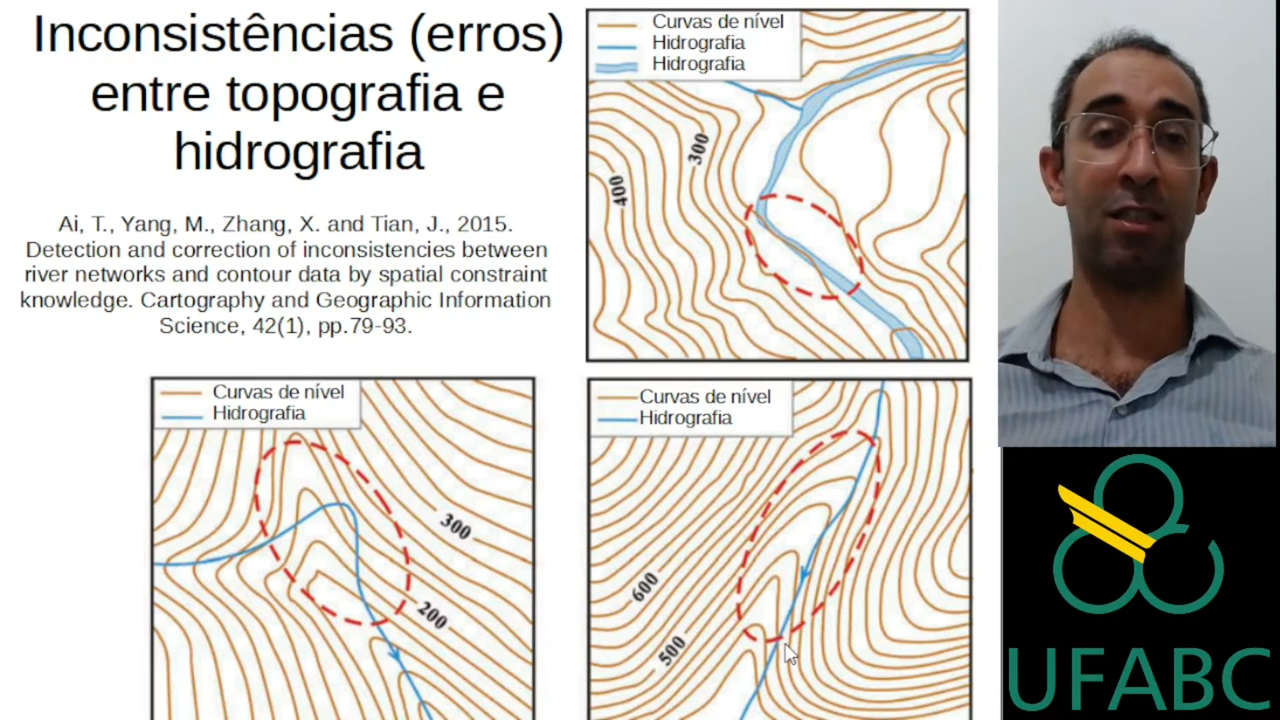 Inconsistências (erros)
entre topografia e
hidrografia
Ai, T., Yang, M., Zhang, X. and Tian, J., 2015.
Detection and correction of inconsistencies between
river networks and contour data by spatial constraint
knowledge. Cartography and Geographic Information
Science, 42(1), pp.79-93.
Curvas de nível
Hidrografia
Hidrografia
300
400
Curvas de nível
Hidrografia
300
200
Curvas de nível
Hidrografia
600
500
UFABC